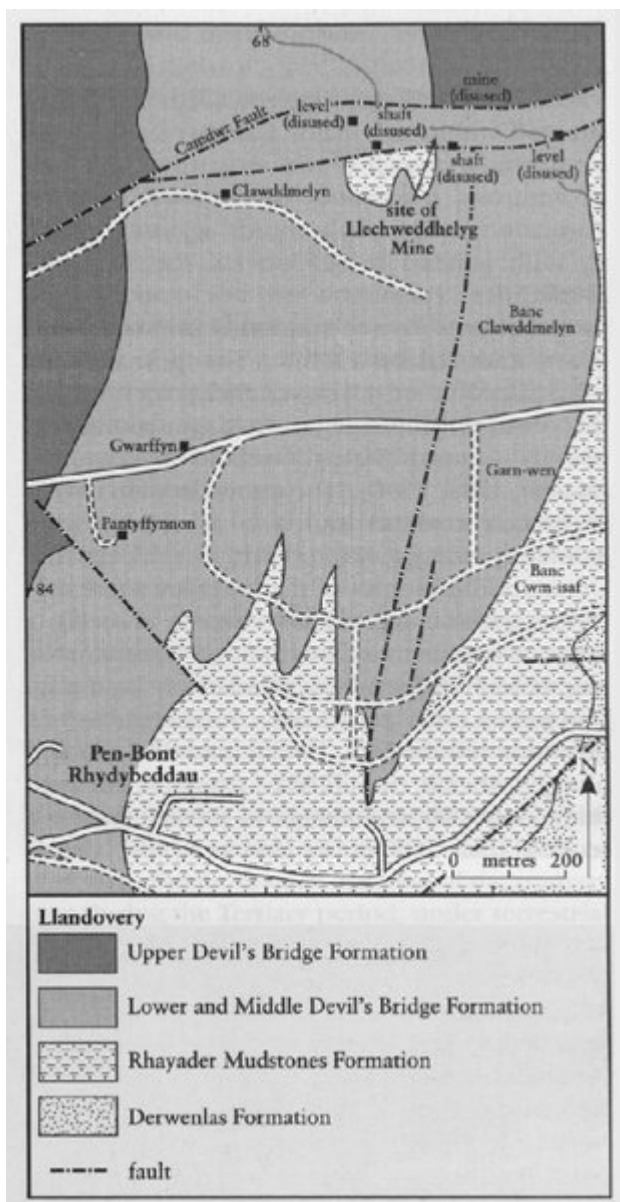 68
mine
(disused)
level
(disused)
shaft
(disused)
Camdwr Fault
shaft
(disused)
level
(disused)
Clawddmelyn
site of
Llechweddhelyg
Mine
Banc
Clawddmelyn
Gwarffyn
Garn-wen
Pantyffynnon
Banc
Cwm-isaf
84
Pen-Bont
Rhydybeddau
N
0 metres 200
Llandovery
Upper Devil's Bridge Formation
Lower and Middle Devil's Bridge Formation
Rhayader Mudstones Formation
Derwenlas Formation
fault